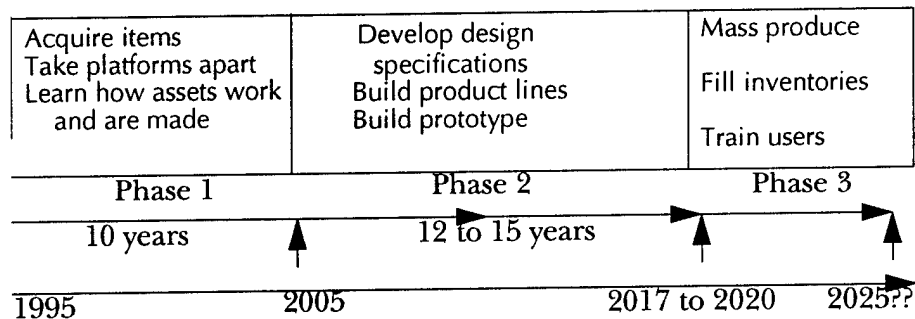 Acquire items
Take platforms apart
Learn how assets work
and are made
Develop design
specifications
Build product lines
Build prototype
Mass produce
Fill inventories
Train users
Phase 1
Phase 2
Phase 3
10 years
12 to 15 years
1995
2005
2017 to 2020
2025??